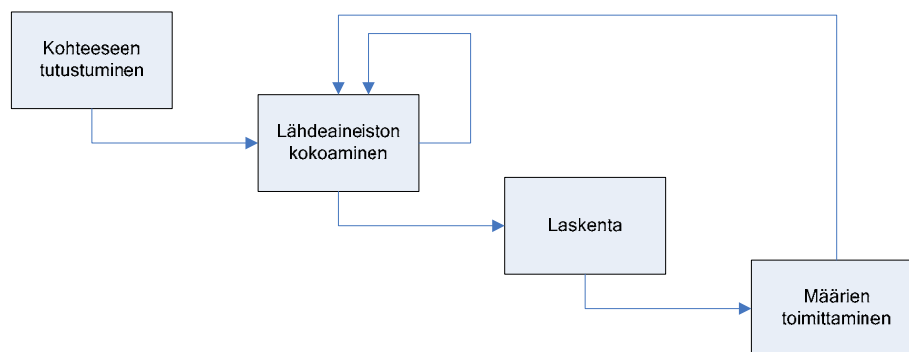 Kohteeseen
tutustuminen
Lähdeaineiston
kokoaminen
Laskenta
Määrien
toimittaminen